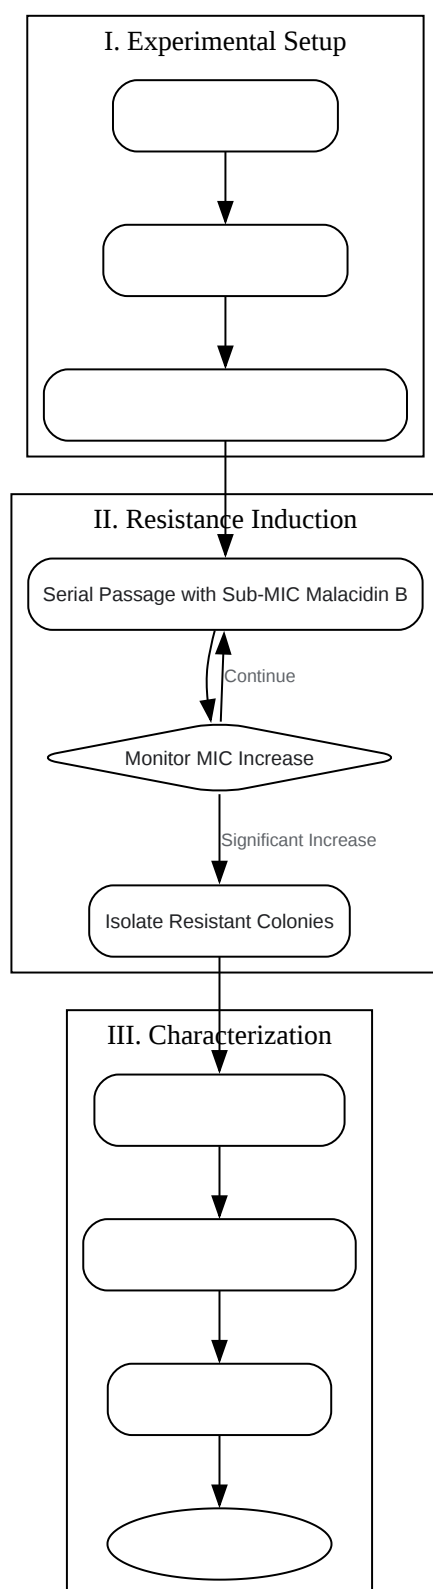 I. Experimental Setup
II. Resistance Induction
Serial Passage with Sub-MIC Malacidin B
Continue
Monitor MIC Increase
Significant Increase
Isolate Resistant Colonies
III. Characterization